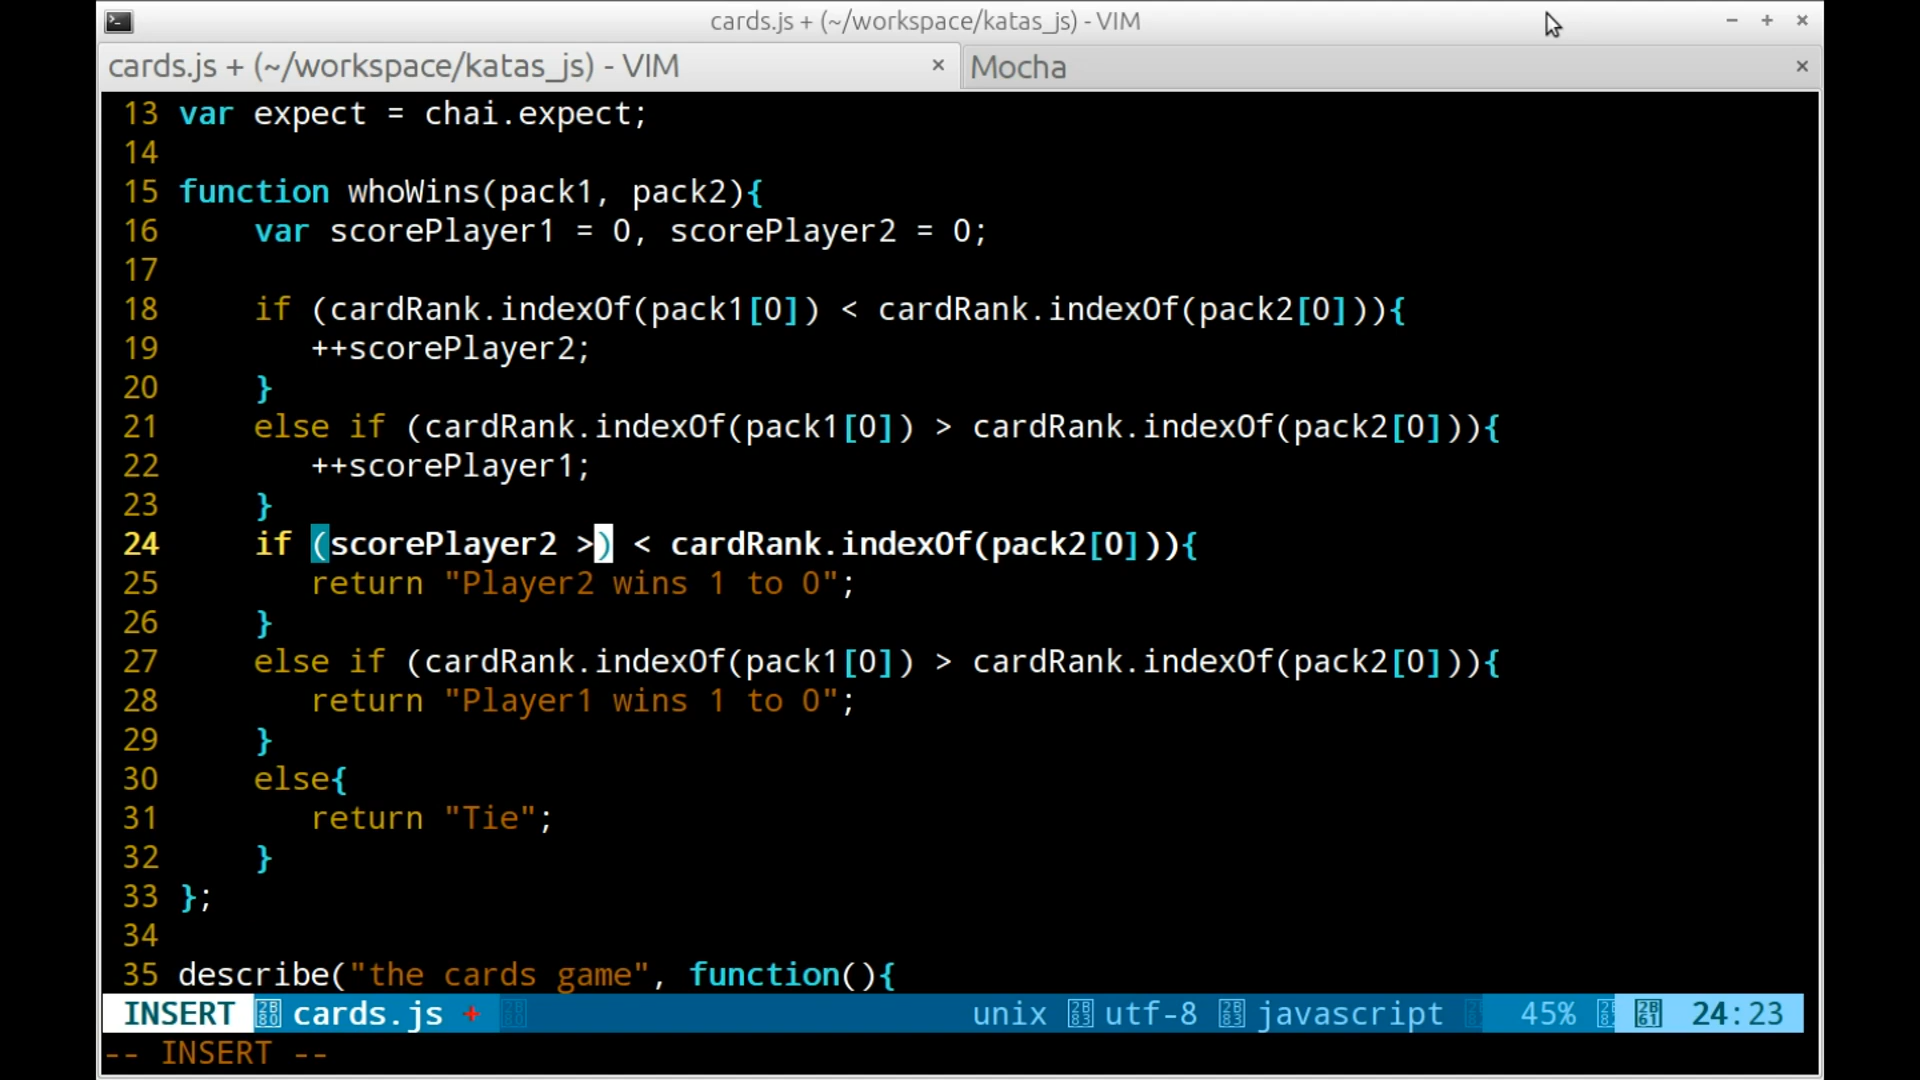 cards.js + (~/workspace/katas_js) - VIM
cards.js + (~/workspace/katas_js) - VIM
Mocha
13 var expect = chai.expect;
14
15 function whoWins(pack1, pack2){
16     var scorePlayer1 = 0, scorePlayer2 = 0;
17
18     if (cardRank.indexOf(pack1[0]) < cardRank.indexOf(pack2[0])){
19        ++scorePlayer2;
20     }
21     else if (cardRank.indexOf(pack1[0]) > cardRank.indexOf(pack2[0])){
22        ++scorePlayer1;
23     }
24     if (scorePlayer2 >) < cardRank.indexOf(pack2[0])){
25        return "Player2 wins 1 to 0";
26     }
27     else if (cardRank.indexOf(pack1[0]) > cardRank.indexOf(pack2[0])){
28        return "Player1 wins 1 to 0";
29     }
30     else{
31        return "Tie";
32     }
33 };
34
35 describe("the cards game", function(){
INSERT cards.js + unix utf-8 javascript 45% 24:23
-- INSERT --